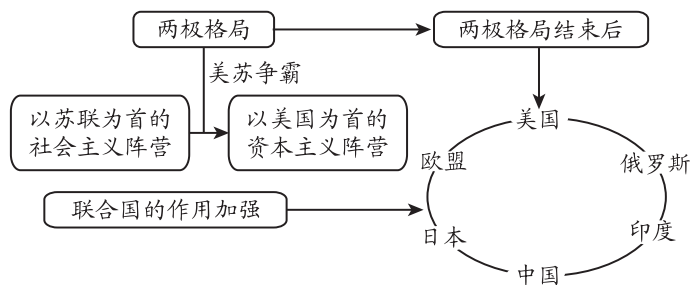 两极格局
两极格局结束后
美苏争霸
以苏联为首的
社会主义阵营
以美国为首的
资本主义阵营
美国
欧盟
俄罗斯
联合国的作用加强
日本
印度
中国